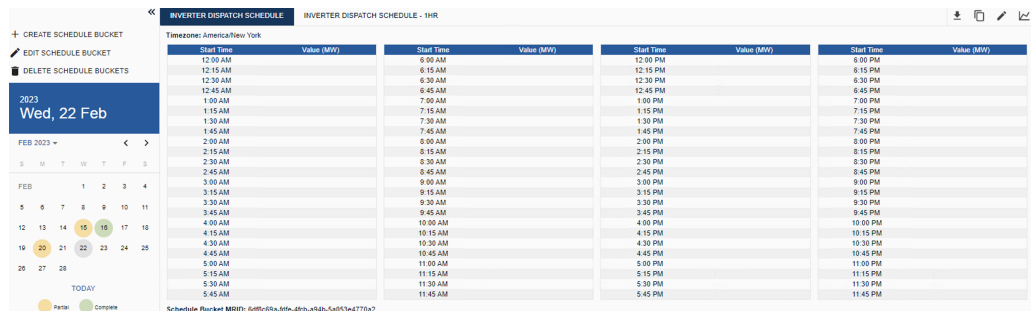 «
INVERTER DISPATCH SCHEDULE INVERTER DISPATCH SCHEDULE - 1HR
+ CREATE SCHEDULE BUCKET
EDIT SCHEDULE BUCKET
DELETE SCHEDULE BUCKETS
2023
Wed, 22 Feb
FEB 2023
< >
S M T W T F S
FEB 1 2 3 4
5 6 7 8 9 10 11
12 13 14 15 16 17 18
19 20 21 22 23 24 25
26 27 28
TODAY
Partial Complete
Timezone: America/New York
Start Time Value (MW) Start Time Value (MW) Start Time Value (MW) Start Time Value (MW)
12:00 AM 6:00 AM 12:00 PM 6:00 PM
12:15 AM 6:15 AM 12:15 PM 6:15 PM
12:30 AM 6:30 AM 12:30 PM 6:30 PM
12:45 AM 6:45 AM 12:45 PM 6:45 PM
1:00 AM 7:00 AM 1:00 PM 7:00 PM
1:15 AM 7:15 AM 1:15 PM 7:15 PM
1:30 AM 7:30 AM 1:30 PM 7:30 PM
1:45 AM 7:45 AM 1:45 PM 7:45 PM
2:00 AM 8:00 AM 2:00 PM 8:00 PM
2:15 AM 8:15 AM 2:15 PM 8:15 PM
2:30 AM 8:30 AM 2:30 PM 8:30 PM
2:45 AM 8:45 AM 2:45 PM 8:45 PM
3:00 AM 9:00 AM 3:00 PM 9:00 PM
3:15 AM 9:15 AM 3:15 PM 9:15 PM
3:30 AM 9:30 AM 3:30 PM 9:30 PM
3:45 AM 9:45 AM 3:45 PM 9:45 PM
4:00 AM 10:00 AM 4:00 PM 10:00 PM
4:15 AM 10:15 AM 4:15 PM 10:15 PM
4:30 AM 10:30 AM 4:30 PM 10:30 PM
4:45 AM 10:45 AM 4:45 PM 10:45 PM
5:00 AM 11:00 AM 5:00 PM 11:00 PM
5:15 AM 11:15 AM 5:15 PM 11:15 PM
5:30 AM 11:30 AM 5:30 PM 11:30 PM
5:45 AM 11:45 AM 5:45 PM 11:45 PM
Schedule Bucket MRID: